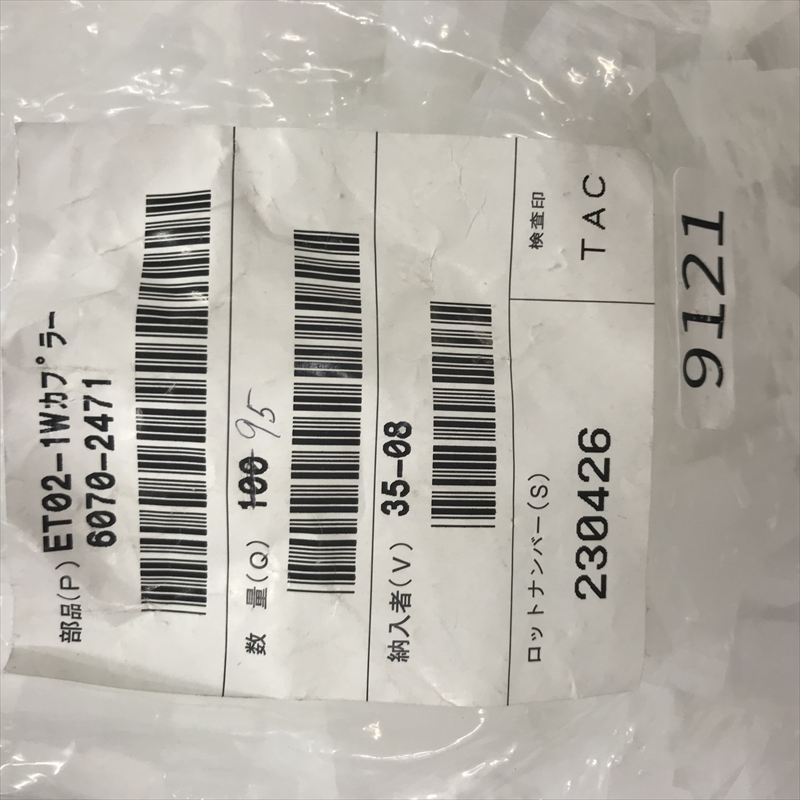 部品(P) ET02-1Wカプラー
6070-2471
数 量(Q) 100 95
納入者(V) 35-08
ロットナンバー(S)
230426
検査印
TAC
9121